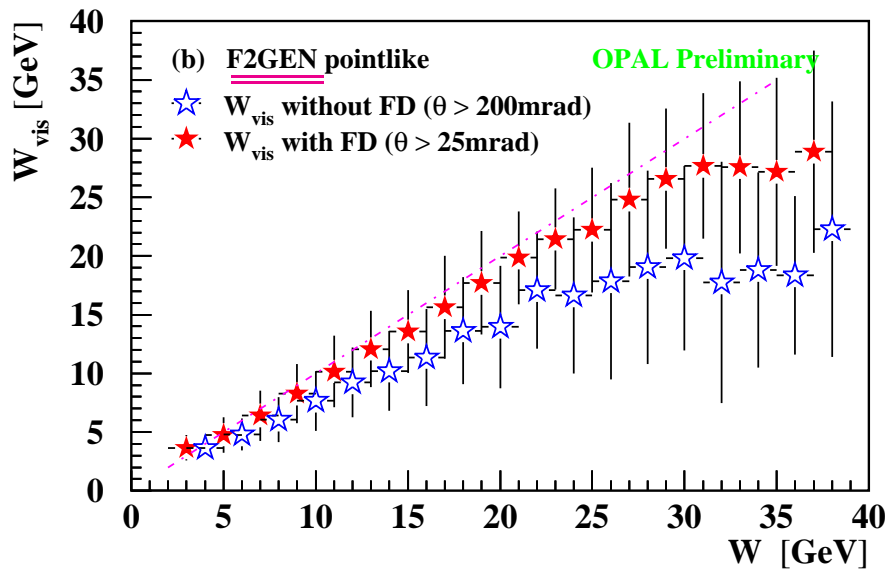 W_vis [GeV]
40
35
30
25
20
15
10
5
0
(b) F2GEN pointlike
OPAL Preliminary
W_vis without FD (θ > 200mrad)
W_vis with FD (θ > 25mrad)
0 5 10 15 20 25 30 35 40
W [GeV]